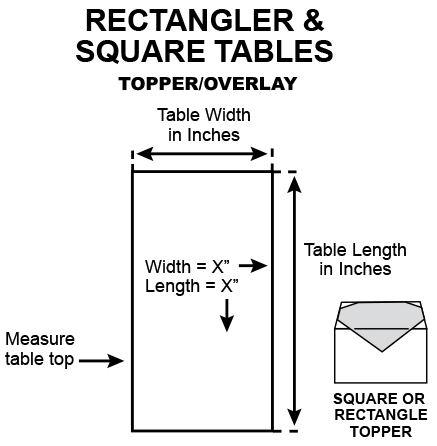 RECTANGLER &
SQUARE TABLES
TOPPER/OVERLAY
Table Width
in Inches
Width = X”
Length = X”
Table Length
in Inches
Measure
table top
SQUARE OR
RECTANGLE
TOPPER